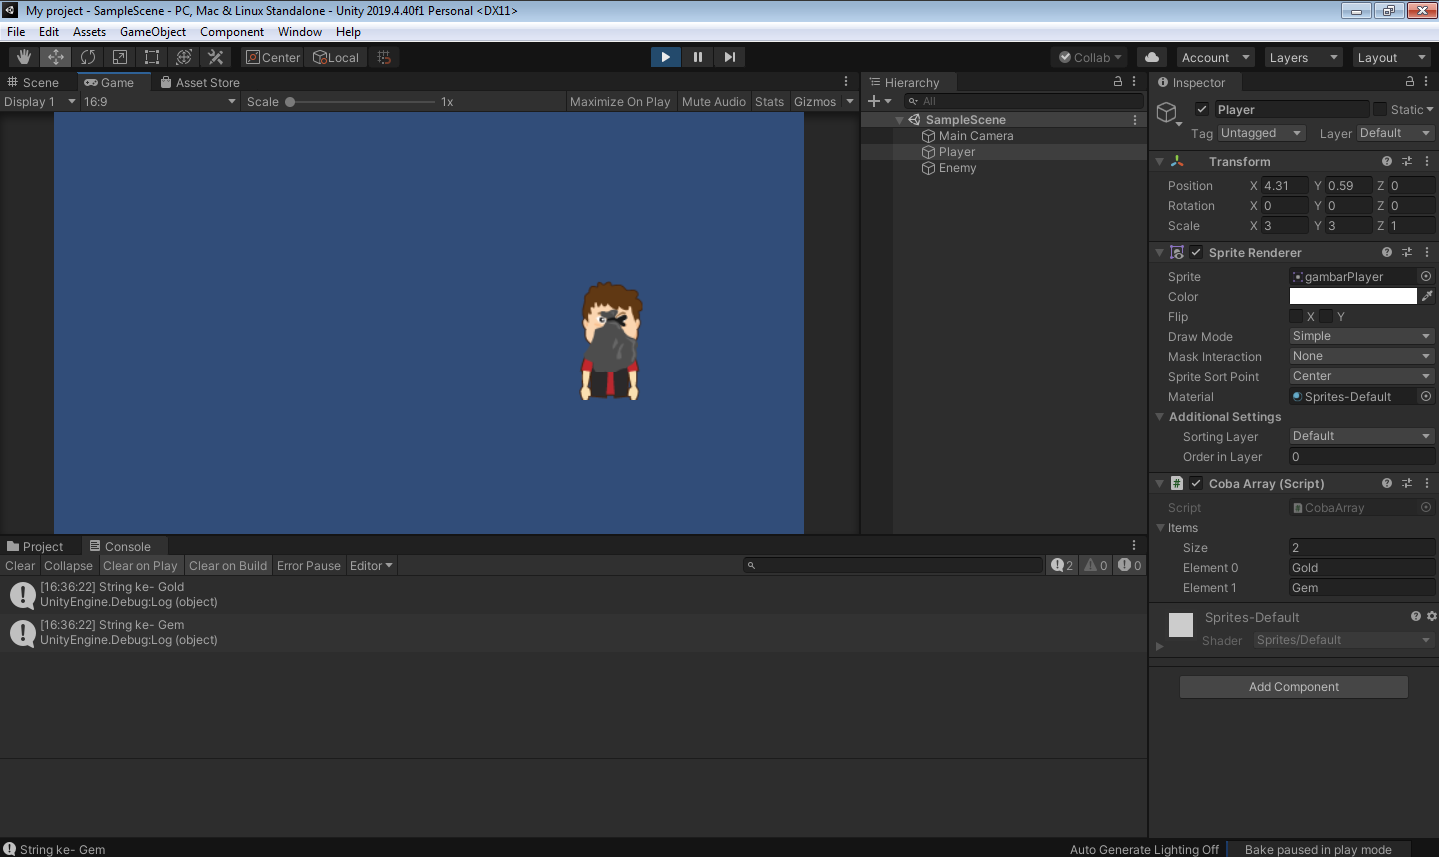 My project - SampleScene - PC, Mac & Linux Standalone - Unity 2019.4.40f1 Personal <DX11>
File Edit Assets GameObject Component Window Help
Center Local Collab Account Layers Layout
Scene Game Asset Store
Display 1 16:9 Scale 1x Maximize On Play Mute Audio Stats Gizmos
Hierarchy
All
SampleScene
Main Camera
Player
Enemy
Project Console
Clear Collapse Clear on Play Clear on Build Error Pause Editor 2 0 0
[16:36:22] String ke- Gold
UnityEngine.Debug:Log (object)
[16:36:22] String ke- Gem
UnityEngine.Debug:Log (object)
Inspector
Player Static
Tag Untagged Layer Default
Transform
Position X 4.31 Y 0.59 Z 0
Rotation X 0 Y 0 Z 0
Scale X 3 Y 3 Z 1
Sprite Renderer
Sprite gambarPlayer
Color
Flip X Y
Draw Mode Simple
Mask Interaction None
Sprite Sort Point Center
Material Sprites-Default
Additional Settings
Sorting Layer Default
Order in Layer 0
# Coba Array (Script)
Script CobaArray
Items
Size 2
Element 0 Gold
Element 1 Gem
Sprites-Default
Shader Sprites/Default
Add Component
String ke- Gem
Auto Generate Lighting Off Bake paused in play mode